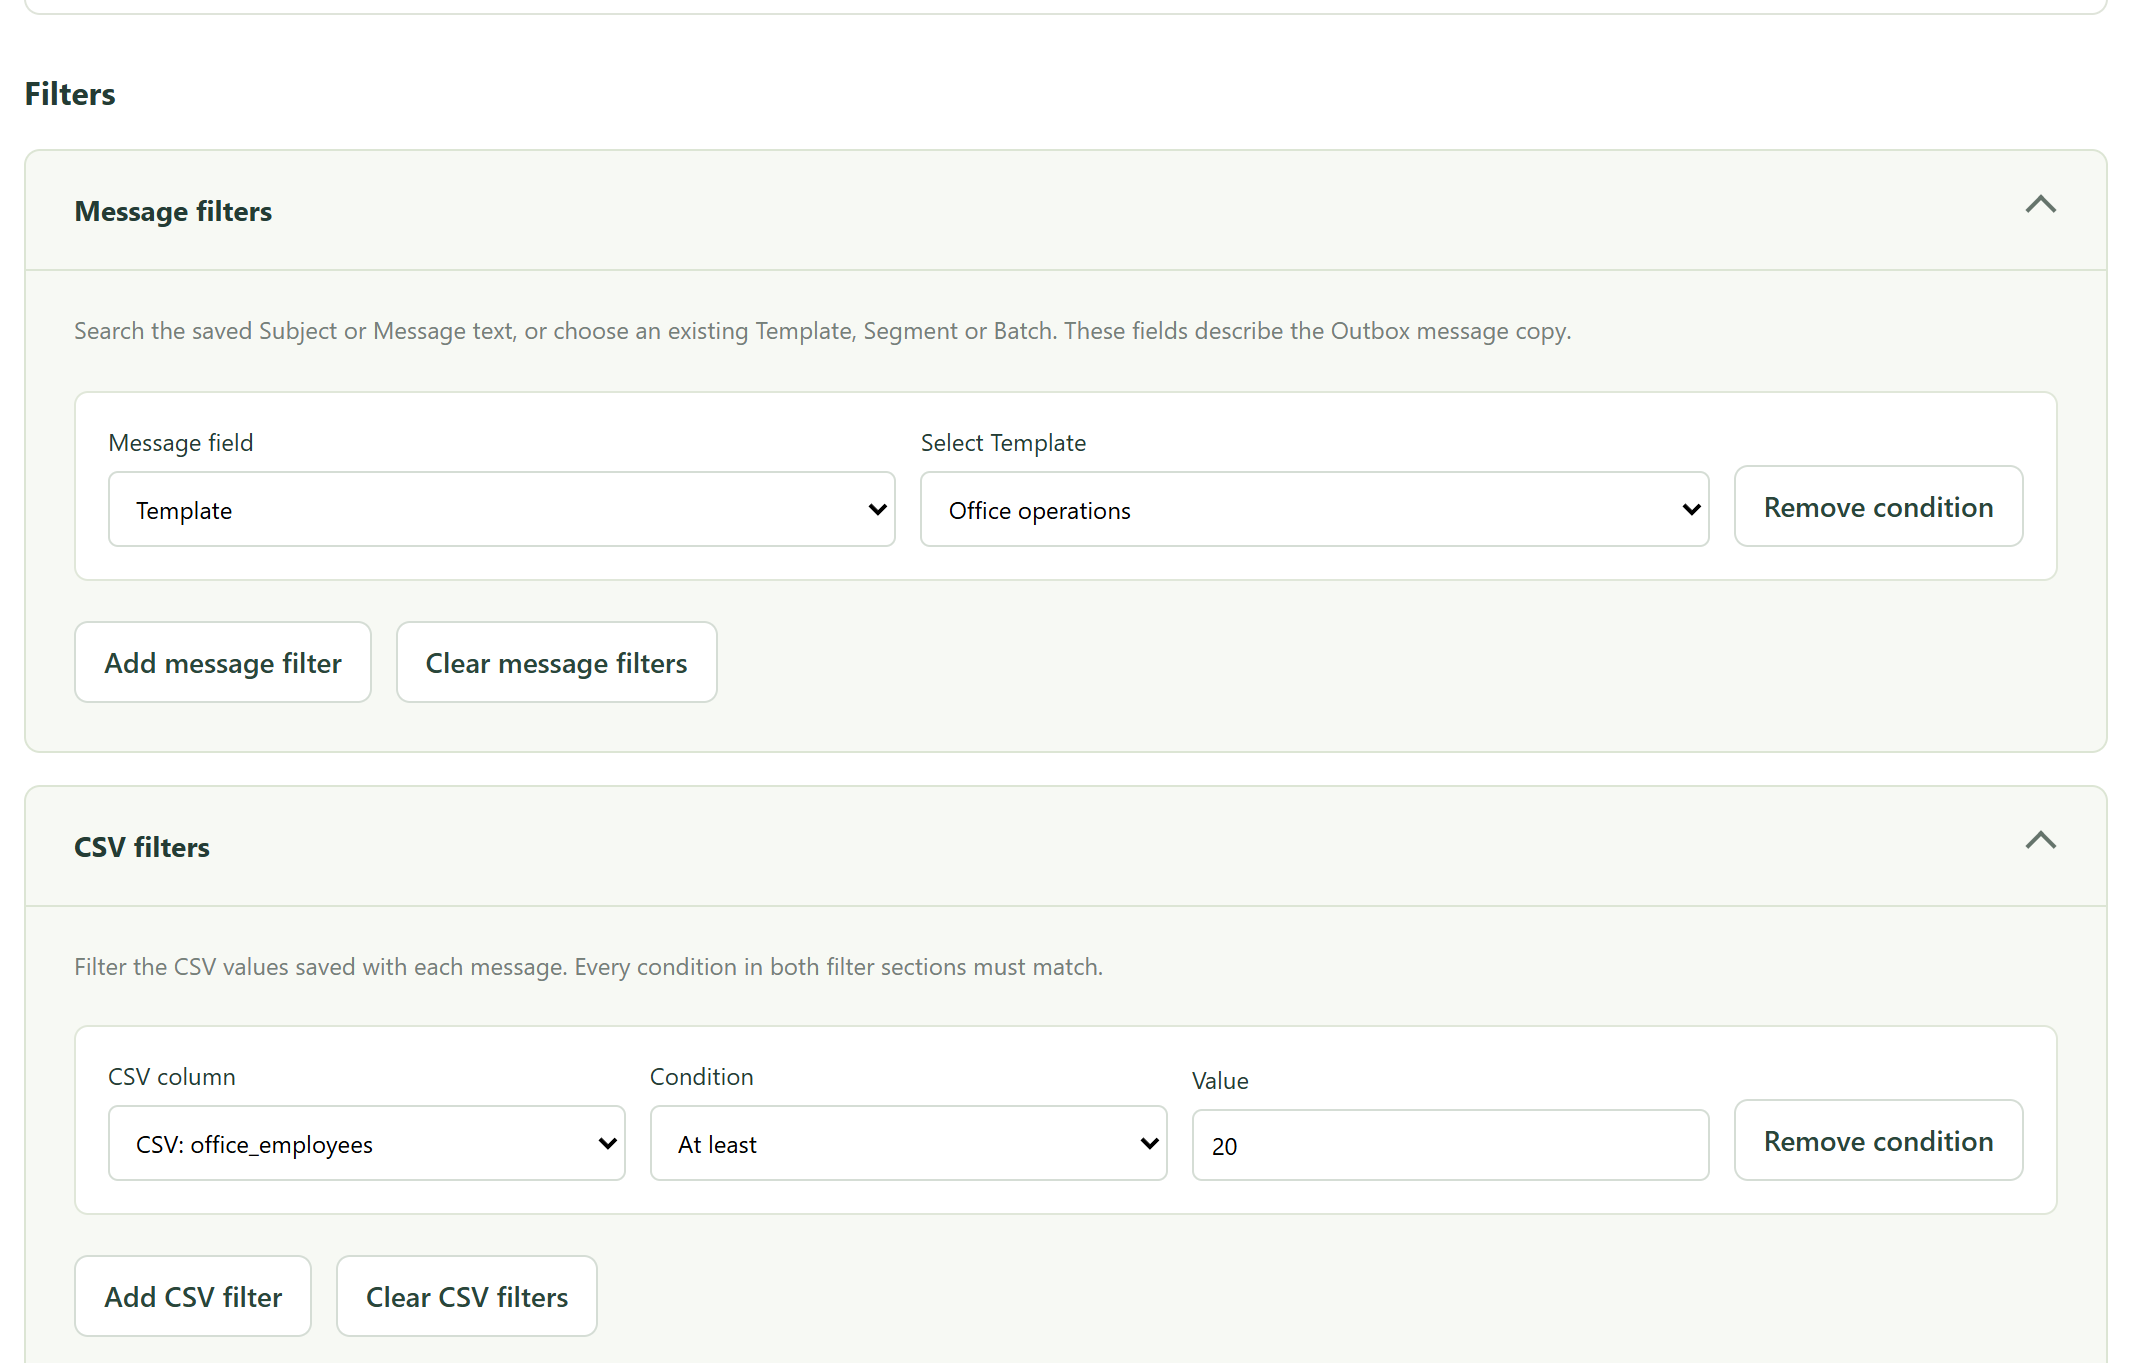 Filters
Message filters
Search the saved Subject or Message text, or choose an existing Template, Segment or Batch. These fields describe the Outbox message copy.
Message field
Select Template
Template
Office operations
Remove condition
Add message filter
Clear message filters
CSV filters
Filter the CSV values saved with each message. Every condition in both filter sections must match.
CSV column
Condition
Value
CSV: office_employees
At least
20
Remove condition
Add CSV filter
Clear CSV filters